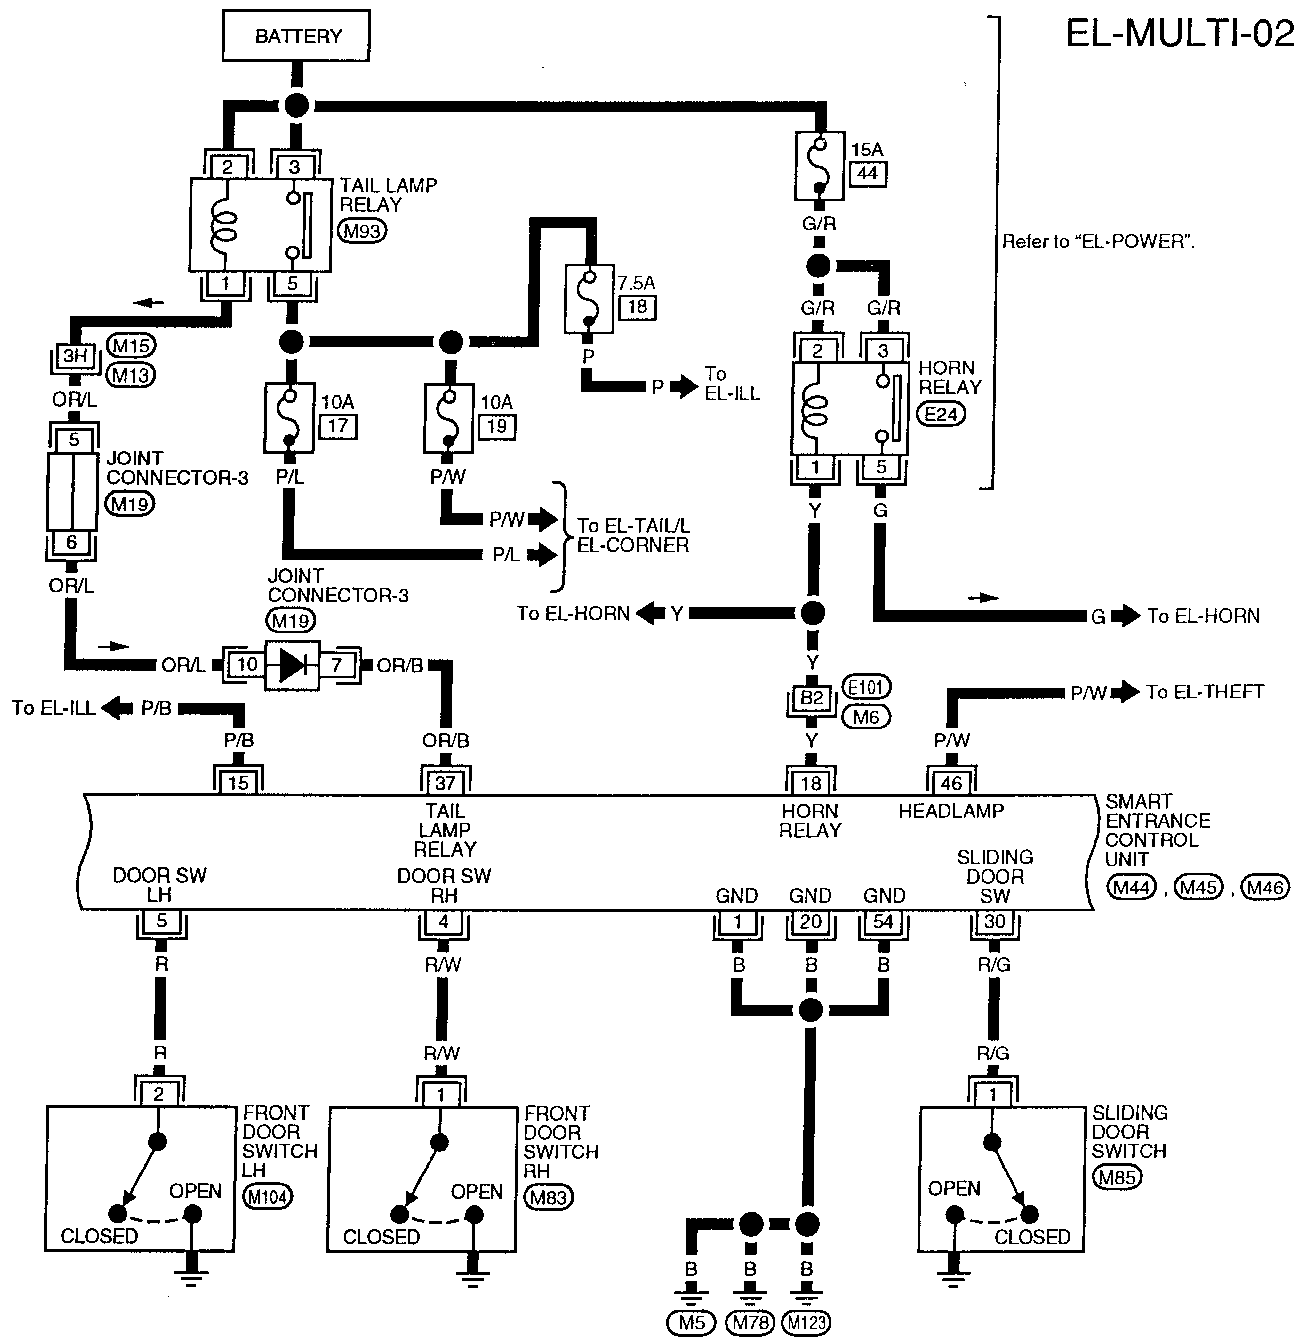 EL-MULTI-02
BATTERY
2
3
TAIL LAMP
RELAY
M93
1
5
15A
44
G/R
Refer to "EL-POWER".
G/R
G/R
2
3
HORN
RELAY
E24
1
5
Y
G
7.5A
18
P
P
To
EL-ILL
3H
M15
M13
OR/L
5
JOINT
CONNECTOR-3
M19
6
OR/L
10A
17
10A
19
P/L
P/W
P/W
P/L
To EL-TAIL/L
EL-CORNER
JOINT
CONNECTOR-3
M19
OR/L
10
7
OR/B
To EL-HORN
Y
G
To EL-HORN
Y
B2
E101
M6
Y
P/W
To EL-THEFT
P/W
To EL-ILL
P/B
P/B
OR/B
15
37
18
46
TAIL
LAMP
RELAY
HORN
RELAY
HEADLAMP
SMART
ENTRANCE
CONTROL
UNIT
M44 , M45 , M46
DOOR SW
LH
DOOR SW
RH
GND
GND
GND
SLIDING
DOOR
SW
5
4
1
20
54
30
R
R/W
B
B
B
R/G
R
R/W
R/G
2
1
1
FRONT
DOOR
SWITCH
LH
M104
OPEN
CLOSED
FRONT
DOOR
SWITCH
RH
M83
OPEN
CLOSED
SLIDING
DOOR
SWITCH
M85
OPEN
CLOSED
B
B
B
M5
M78
M123